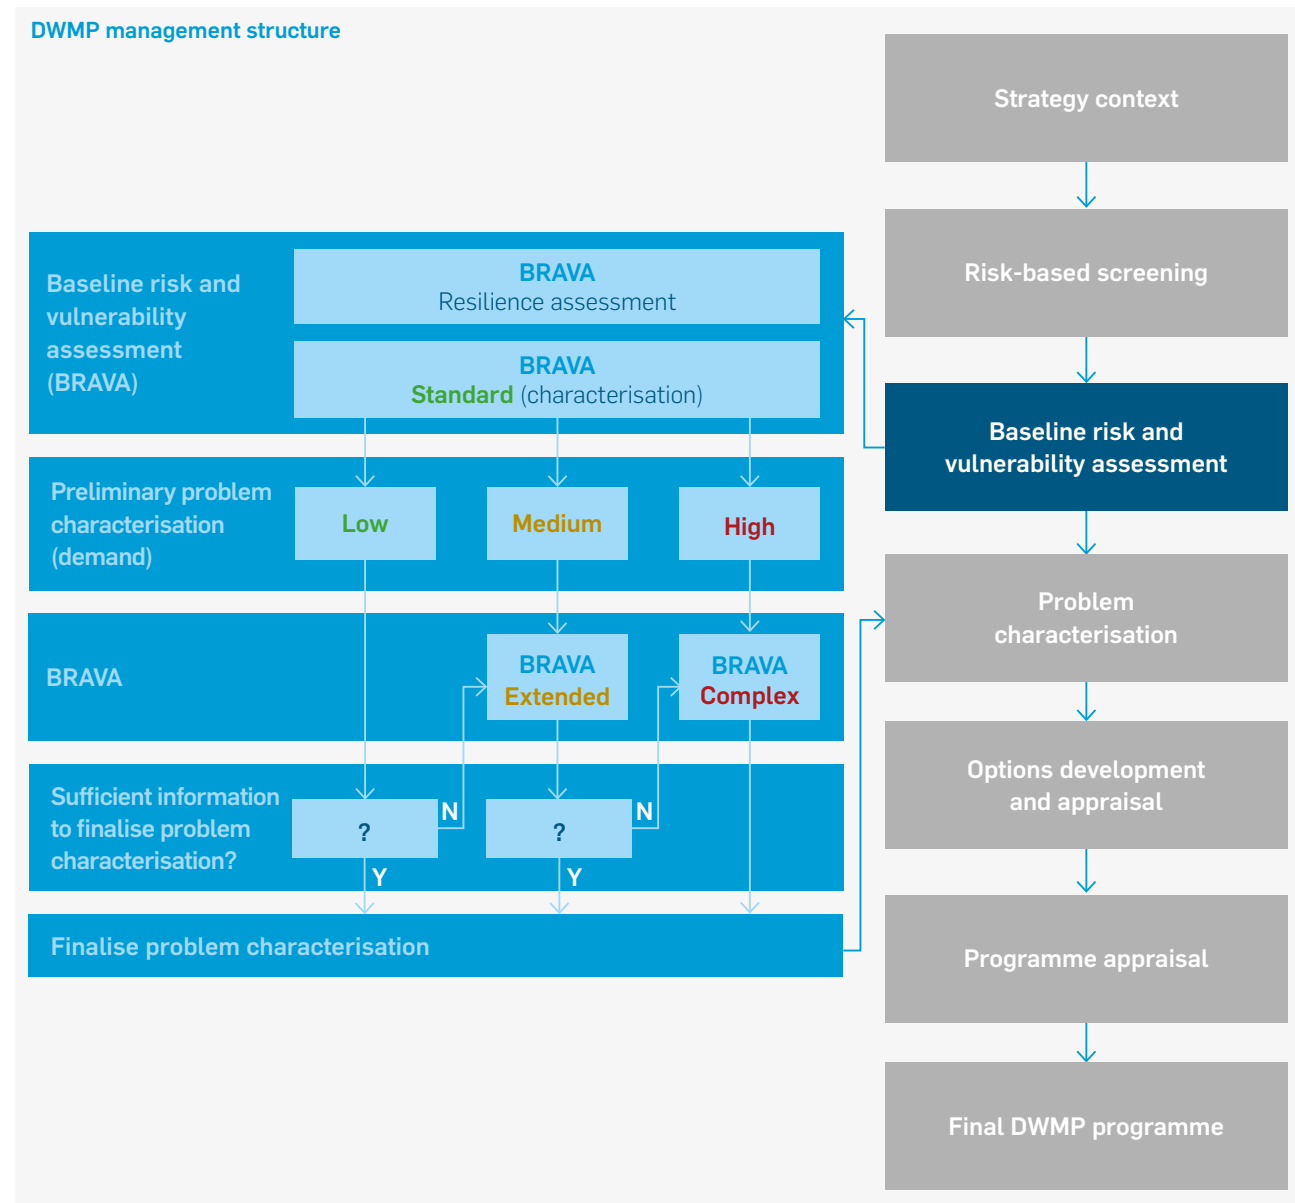 DWMP management structure
Strategy context
Risk-based screening
Baseline risk and
vulnerability assessment
Problem
characterisation
Options development
and appraisal
Programme appraisal
Final DWMP programme
Baseline risk and
vulnerability
assessment
(BRAVA)
BRAVA
Resilience assessment
BRAVA
Standard (characterisation)
Preliminary problem
characterisation
(demand)
Low
Medium
High
BRAVA
BRAVA
Extended
BRAVA
Complex
Sufficient information
to finalise problem
characterisation?
?
N
?
N
Y
Y
Finalise problem characterisation